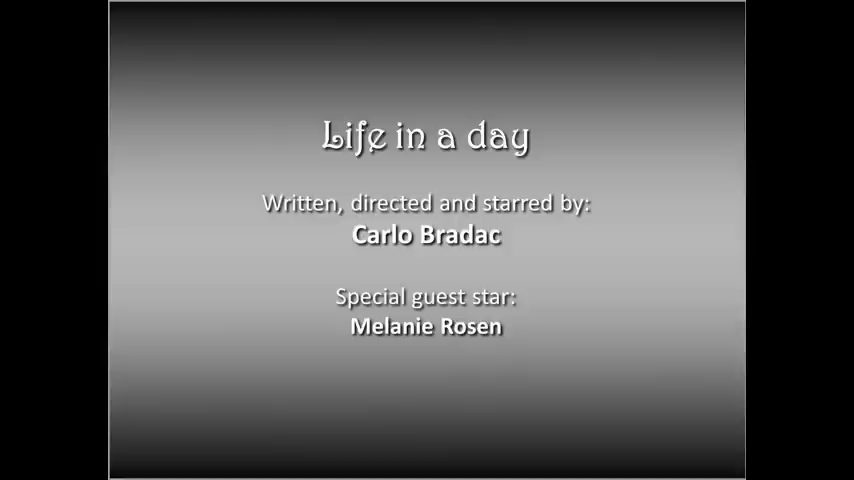 Life in a day
Written, directed and starred by:
Carlo Bradac
Special guest star:
Melanie Rosen